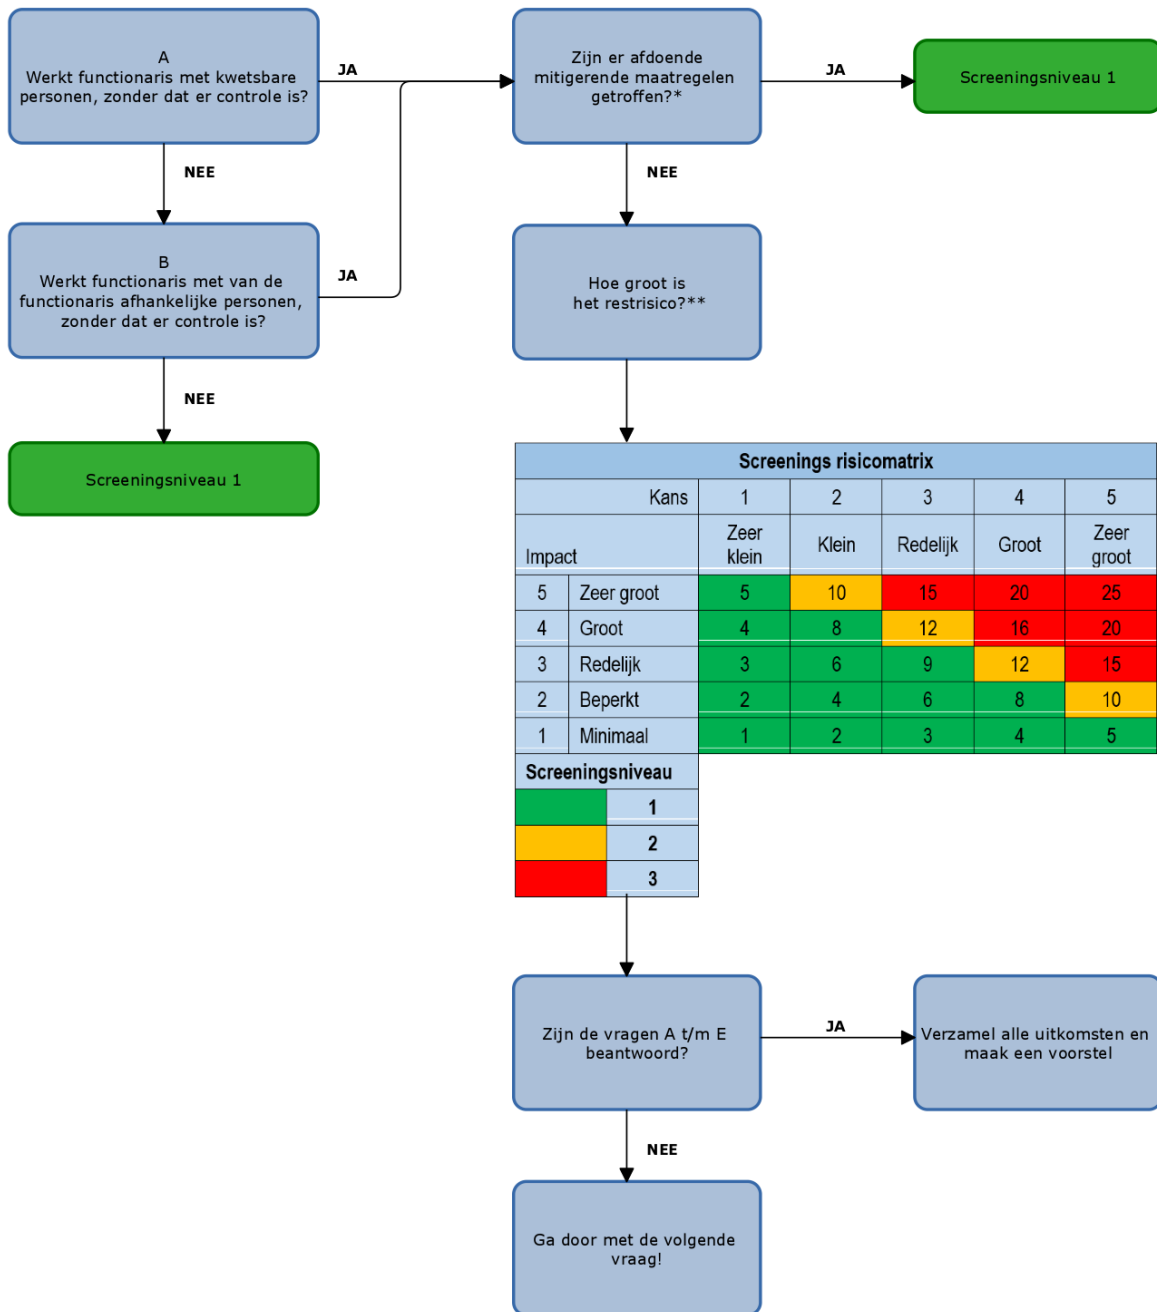 A
Werkt functionaris met kwetsbare
personen, zonder dat er controle is?
JA
Zijn er afdoende
mitigerende maatregelen
getroffen?*
JA
Screeningsniveau 1
NEE
NEE
B
Werkt functionaris met van de
functionaris afhankelijke personen,
zonder dat er controle is?
JA
Hoe groot is
het restrisico?**
NEE
Screeningsniveau 1
Screenings risicomatrix
Kans 1 2 3 4 5
Impact Zeer klein Klein Redelijk Groot Zeer groot
5 Zeer groot 5 10 15 20 25
4 Groot 4 8 12 16 20
3 Redelijk 3 6 9 12 15
2 Beperkt 2 4 6 8 10
1 Minimaal 1 2 3 4 5
Screeningsniveau
1
2
3
Zijn de vragen A t/m E
beantwoord?
JA
Verzamel alle uitkomsten en
maak een voorstel
NEE
Ga door met de volgende
vraag!